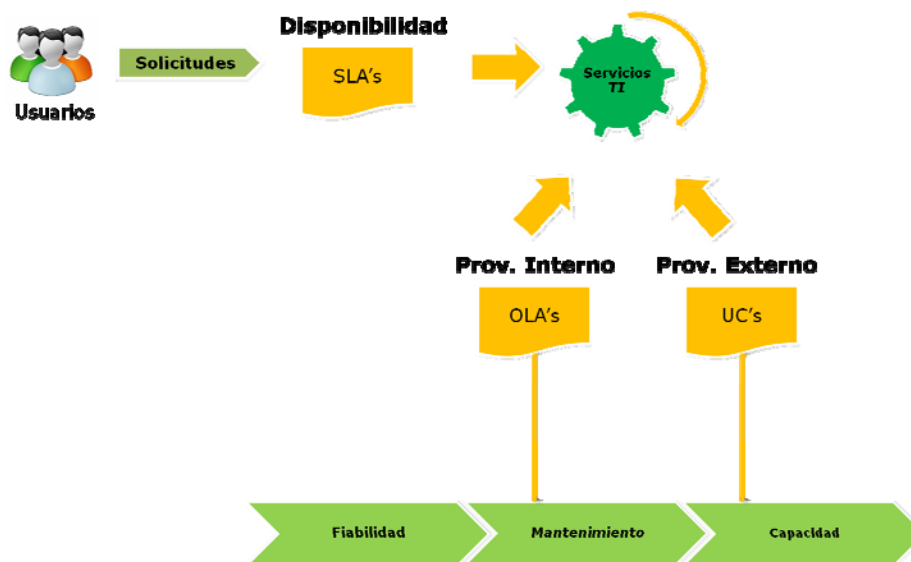 Disponibilidad
Solicitudes
SLA's
Servicios
TI
Usuarios
Prov. Interno
Prov. Externo
OLA's
UC's
Fiabilidad
Mantenimiento
Capacidad